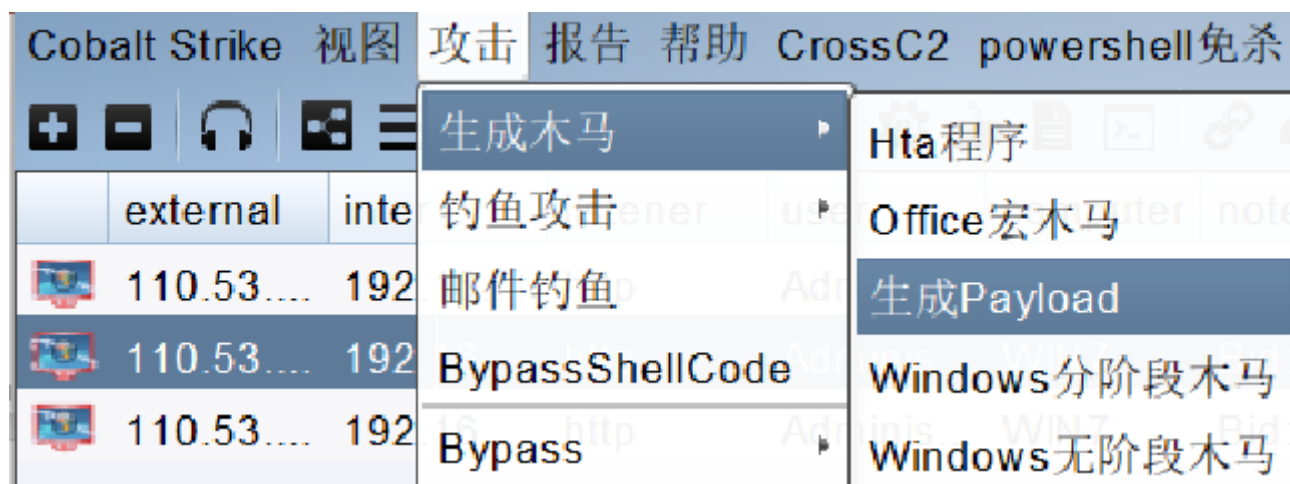 Cobalt Strike 视图 攻击 报告 帮助 CrossC2 powershell免杀
生成木马
Hta程序
external inte 钓鱼攻击
Office宏木马
110.53.... 192 邮件钓鱼
生成Payload
110.53.... 192 BypassShellCode
Windows分阶段木马
110.53.... 192 Bypass
Windows无阶段木马